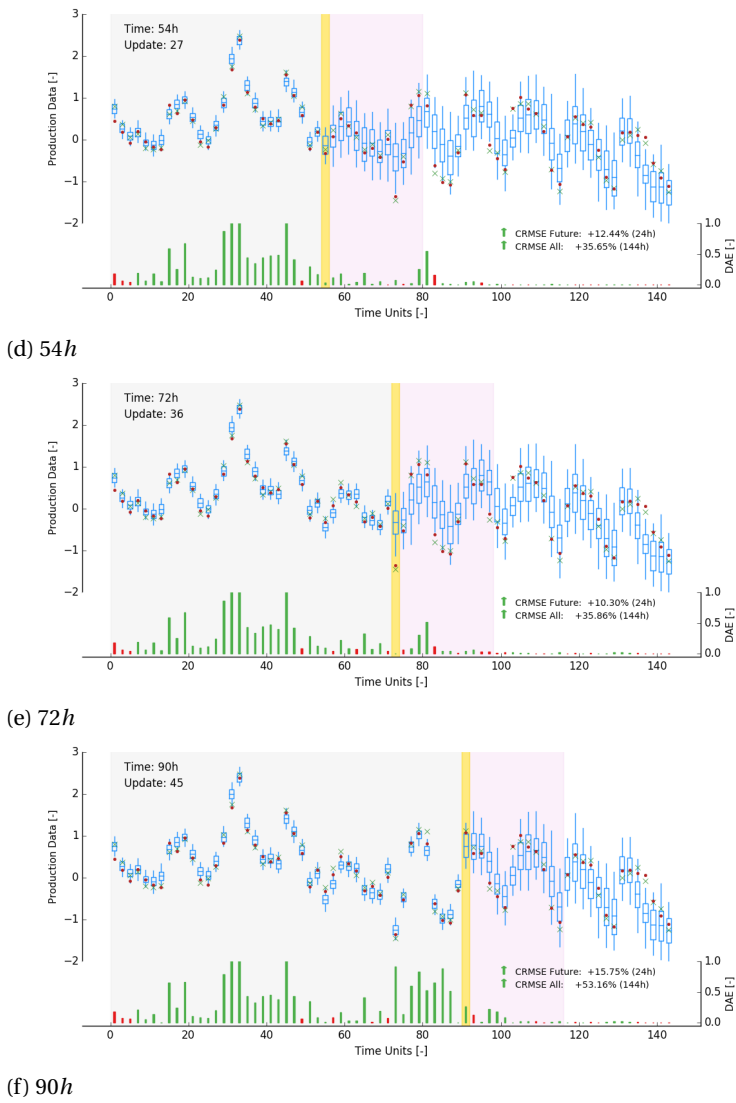 3
2
1
0
−1
−2
Production Data [-]
Time: 54h
Update: 27
CRMSE Future: +12.44% (24h)
CRMSE All: +35.65% (144h)
1.0
0.5
0.0
DAE [-]
0 20 40 60 80 100 120 140
Time Units [-]
(d) 54h
3
2
1
0
−1
−2
Production Data [-]
Time: 72h
Update: 36
CRMSE Future: +10.30% (24h)
CRMSE All: +35.86% (144h)
1.0
0.5
0.0
DAE [-]
0 20 40 60 80 100 120 140
Time Units [-]
(e) 72h
3
2
1
0
−1
−2
Production Data [-]
Time: 90h
Update: 45
CRMSE Future: +15.75% (24h)
CRMSE All: +53.16% (144h)
1.0
0.5
0.0
DAE [-]
0 20 40 60 80 100 120 140
Time Units [-]
(f) 90h